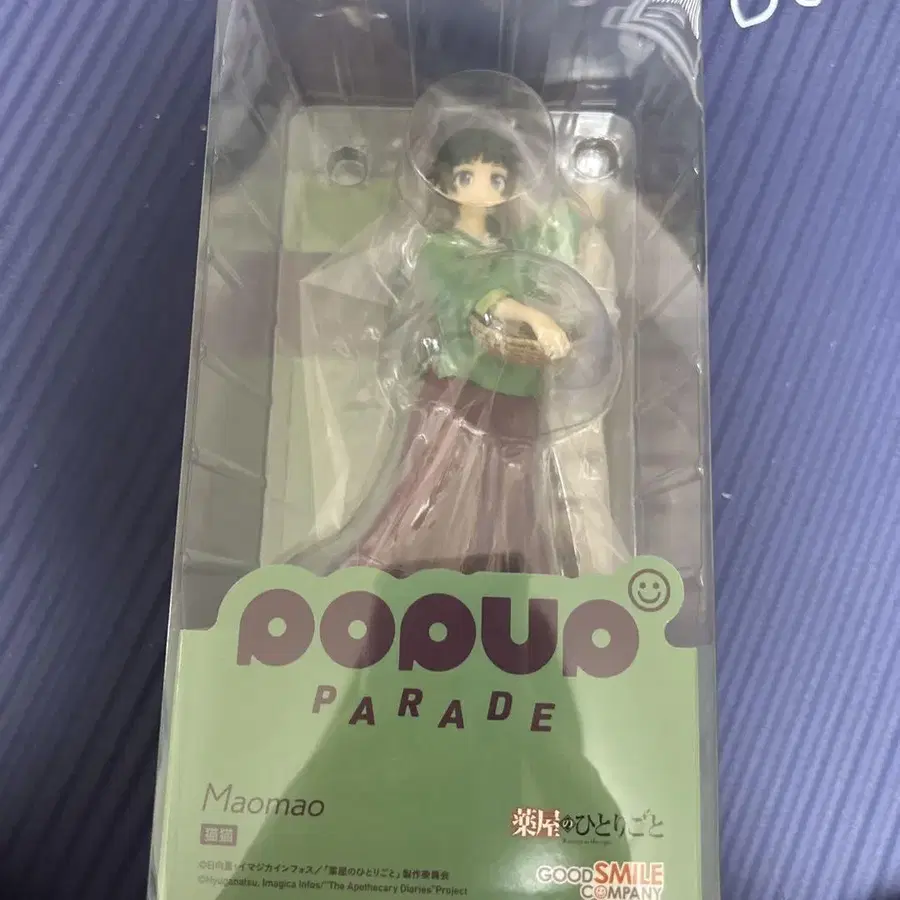 POPUP
PARADE
Maomao
猫猫
薬屋のひとりごと
©日向夏・イマジカインフォス/「薬屋のひとりごと」製作委員会
©Hyuganatsu, Imagica Infos/"The Apothecary Diaries"Project
GOOD SMILE
COMPANY